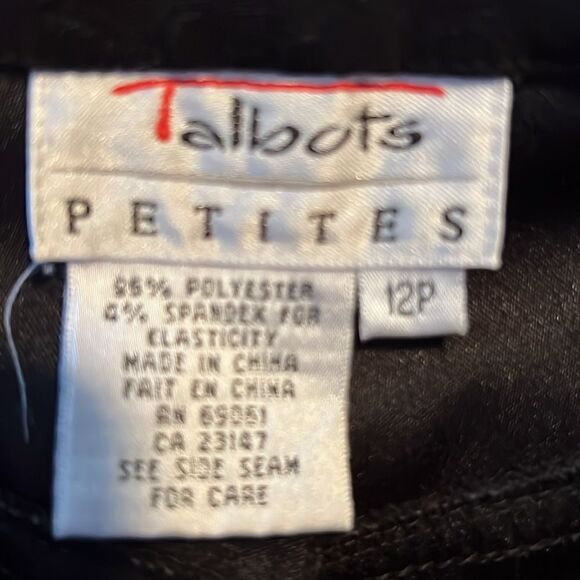 Talbots
PETITES
12P
96% POLYESTER
4% SPANDEX FOR
ELASTICITY
MADE IN CHINA
FAIT EN CHINA
RN 69061
CA 23147
SEE SIDE SEAM
FOR CARE